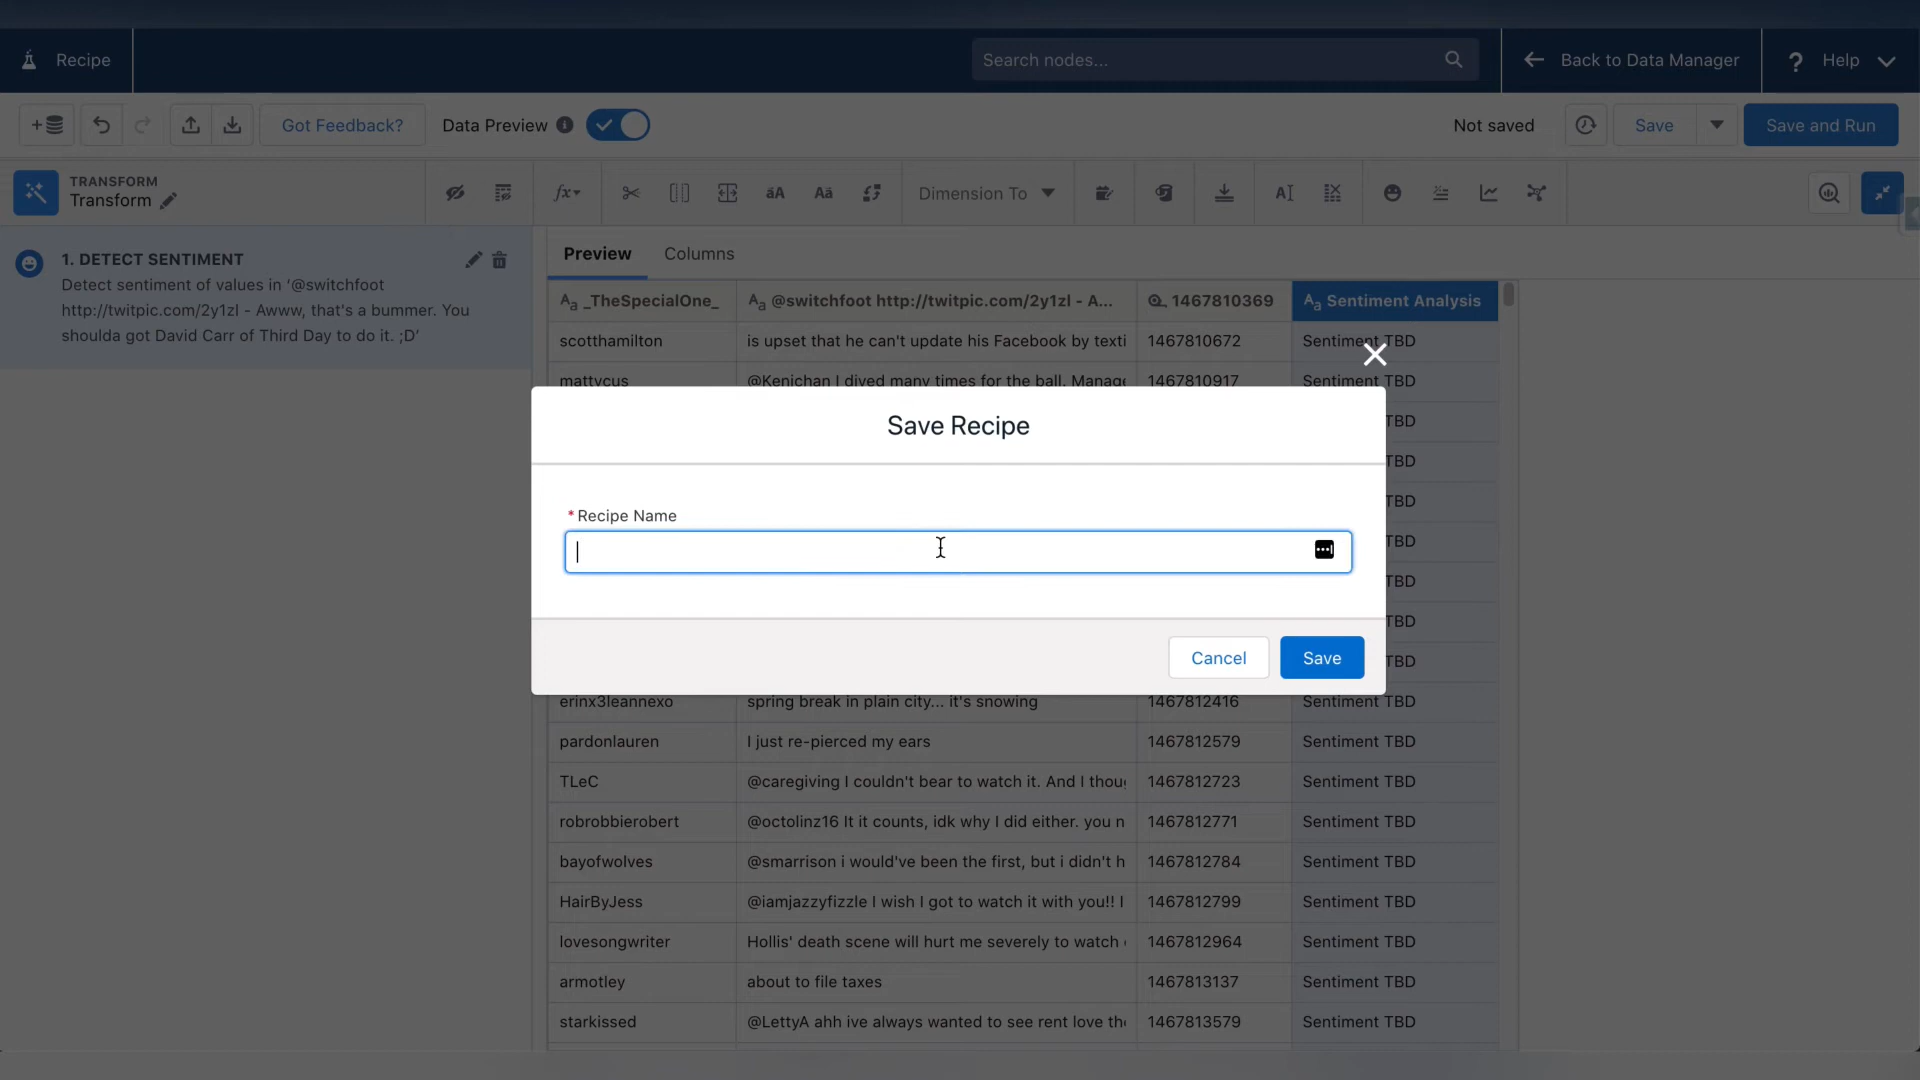 Recipe
Search nodes...
Back to Data Manager
? Help
Got Feedback?
Data Preview
Not saved
Save
Save and Run
TRANSFORM
Transform
Dimension To
1. DETECT SENTIMENT
Detect sentiment of values in ‘@switchfoot
http://twitpic.com/2y1zl - Awww, that's a bummer. You
shoulda got David Carr of Third Day to do it. ;D’
Preview
Columns
_TheSpecialOne_ @switchfoot http://twitpic.com/2y1zl - A... 1467810369 Sentiment Analysis
scotthamilton is upset that he can't update his Facebook by texti 1467810672 Sentiment TBD
mattycus @Kenichan I dived many times for the ball. Manage 1467810917 Sentiment TBD
TBD
TBD
TBD
TBD
TBD
TBD
TBD
Save Recipe
* Recipe Name
Cancel
Save
erinx3leannexo spring break in plain city... it's snowing 1467812416 Sentiment TBD
pardonlauren I just re-pierced my ears 1467812579 Sentiment TBD
TLeC @caregiving I couldn't bear to watch it. And I thou 1467812723 Sentiment TBD
robrobbierobert @octolinz16 It it counts, idk why I did either. you n 1467812771 Sentiment TBD
bayofwolves @smarrison i would've been the first, but i didn't h 1467812784 Sentiment TBD
HairByJess @iamjazzyfizzle I wish I got to watch it with you!! I 1467812799 Sentiment TBD
lovesongwriter Hollis' death scene will hurt me severely to watch 1467812964 Sentiment TBD
armotley about to file taxes 1467813137 Sentiment TBD
starkissed @LettyA ahh ive always wanted to see rent love the 1467813579 Sentiment TBD